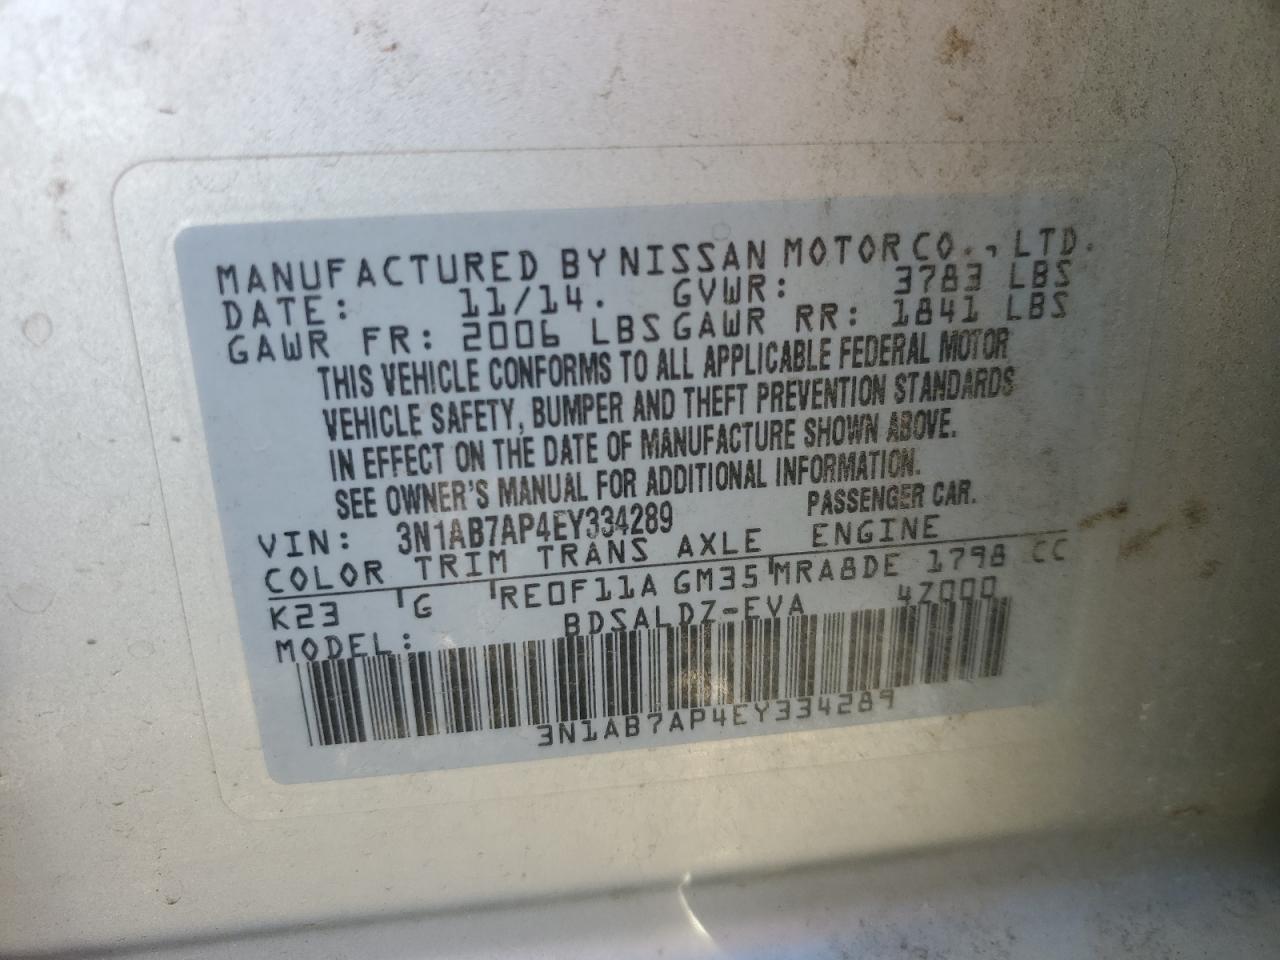 MANUFACTURED BY NISSAN MOTOR CO., LTD.
DATE: 11/14. GVWR: 3783 LBS
GAWR FR: 2006 LBS GAWR RR: 1841 LBS
THIS VEHICLE CONFORMS TO ALL APPLICABLE FEDERAL MOTOR
VEHICLE SAFETY, BUMPER AND THEFT PREVENTION STANDARDS
IN EFFECT ON THE DATE OF MANUFACTURE SHOWN ABOVE.
SEE OWNER'S MANUAL FOR ADDITIONAL INFORMATION.
VIN: 3N1AB7AP4EY334289 PASSENGER CAR.
COLOR TRIM TRANS AXLE ENGINE
K23 G RE0F11A GM35 MRA8DE 1798 CC
MODEL: BDSALDZ-EVA 47000
3N1AB7AP4EY334289